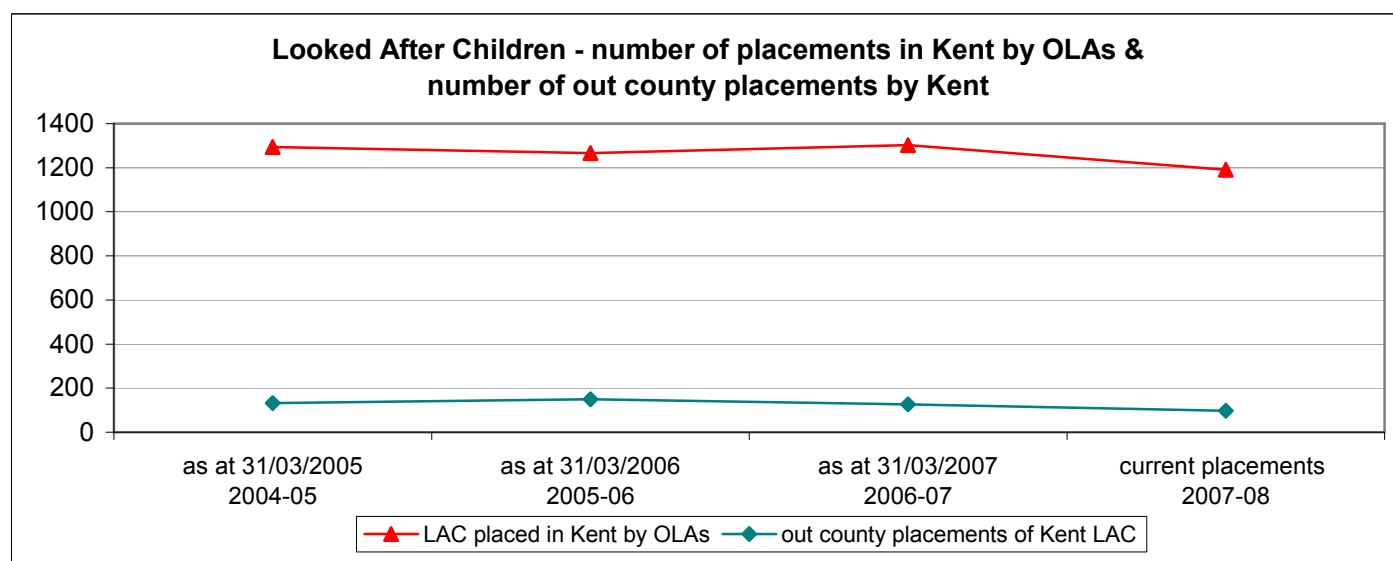 Looked After Children - number of placements in Kent by OLAs &
number of out county placements by Kent
1400
1200
1000
800
600
400
200
0
as at 31/03/2005
2004-05
as at 31/03/2006
2005-06
as at 31/03/2007
2006-07
current placements
2007-08
LAC placed in Kent by OLAs
out county placements of Kent LAC